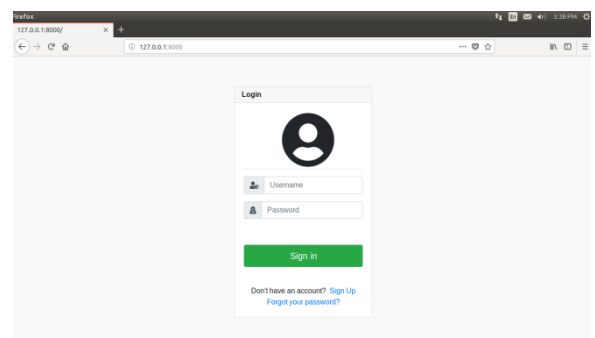 Firefox
En 3:38 PM
127.0.0.1:8000/ × +
127.0.0.1:8000
Login
Username
Password
Sign in
Don't have an account? Sign Up
Forgot your password?